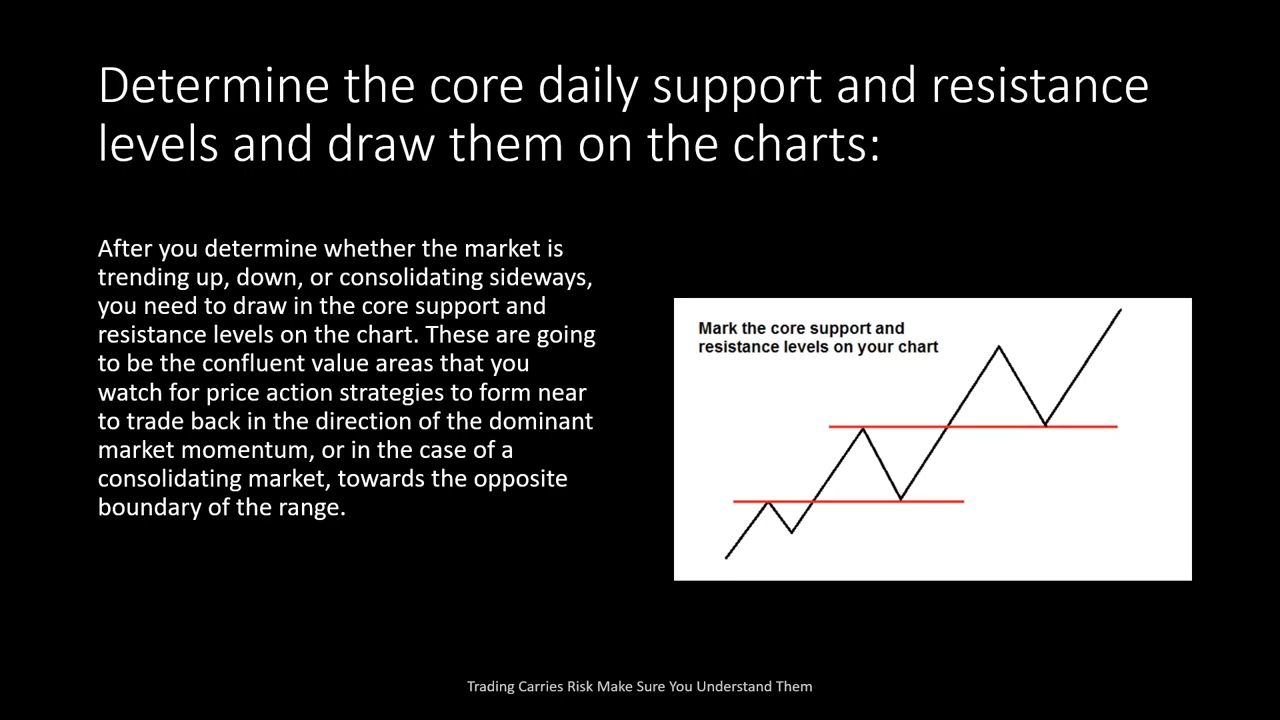 Determine the core daily support and resistance
levels and draw them on the charts:
After you determine whether the market is
trending up, down, or consolidating sideways,
you need to draw in the core support and
resistance levels on the chart. These are going
to be the confluent value areas that you
watch for price action strategies to form near
to trade back in the direction of the dominant
market momentum, or in the case of a
consolidating market, towards the opposite
boundary of the range.
Mark the core support and
resistance levels on your chart
Trading Carries Risk Make Sure You Understand Them